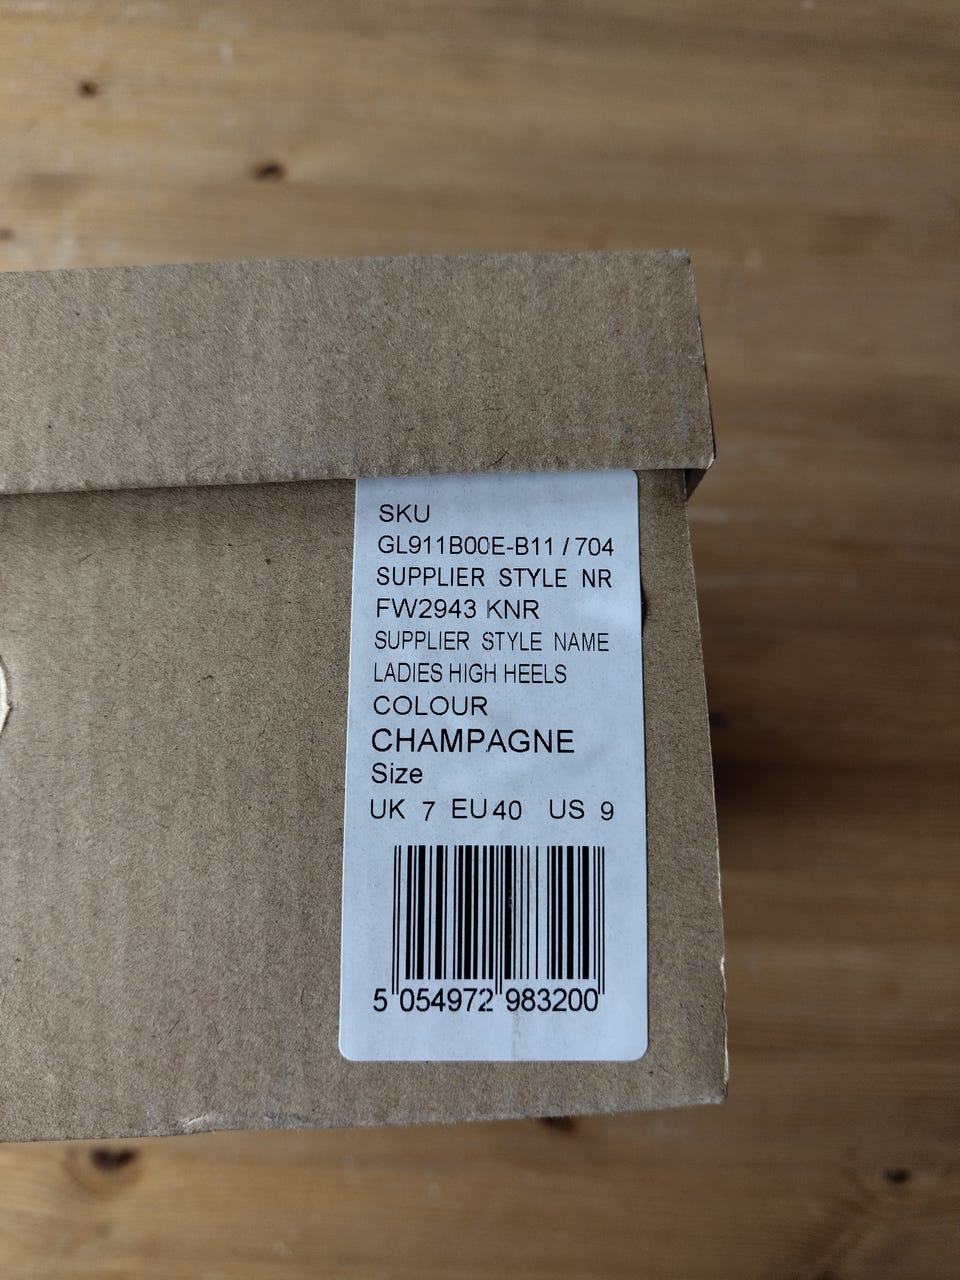 SKU
GL911B00E-B11 / 704
SUPPLIER STYLE NR
FW2943 KNR
SUPPLIER STYLE NAME
LADIES HIGH HEELS
COLOUR
CHAMPAGNE
Size
UK 7 EU 40 US 9
5 054972 983200